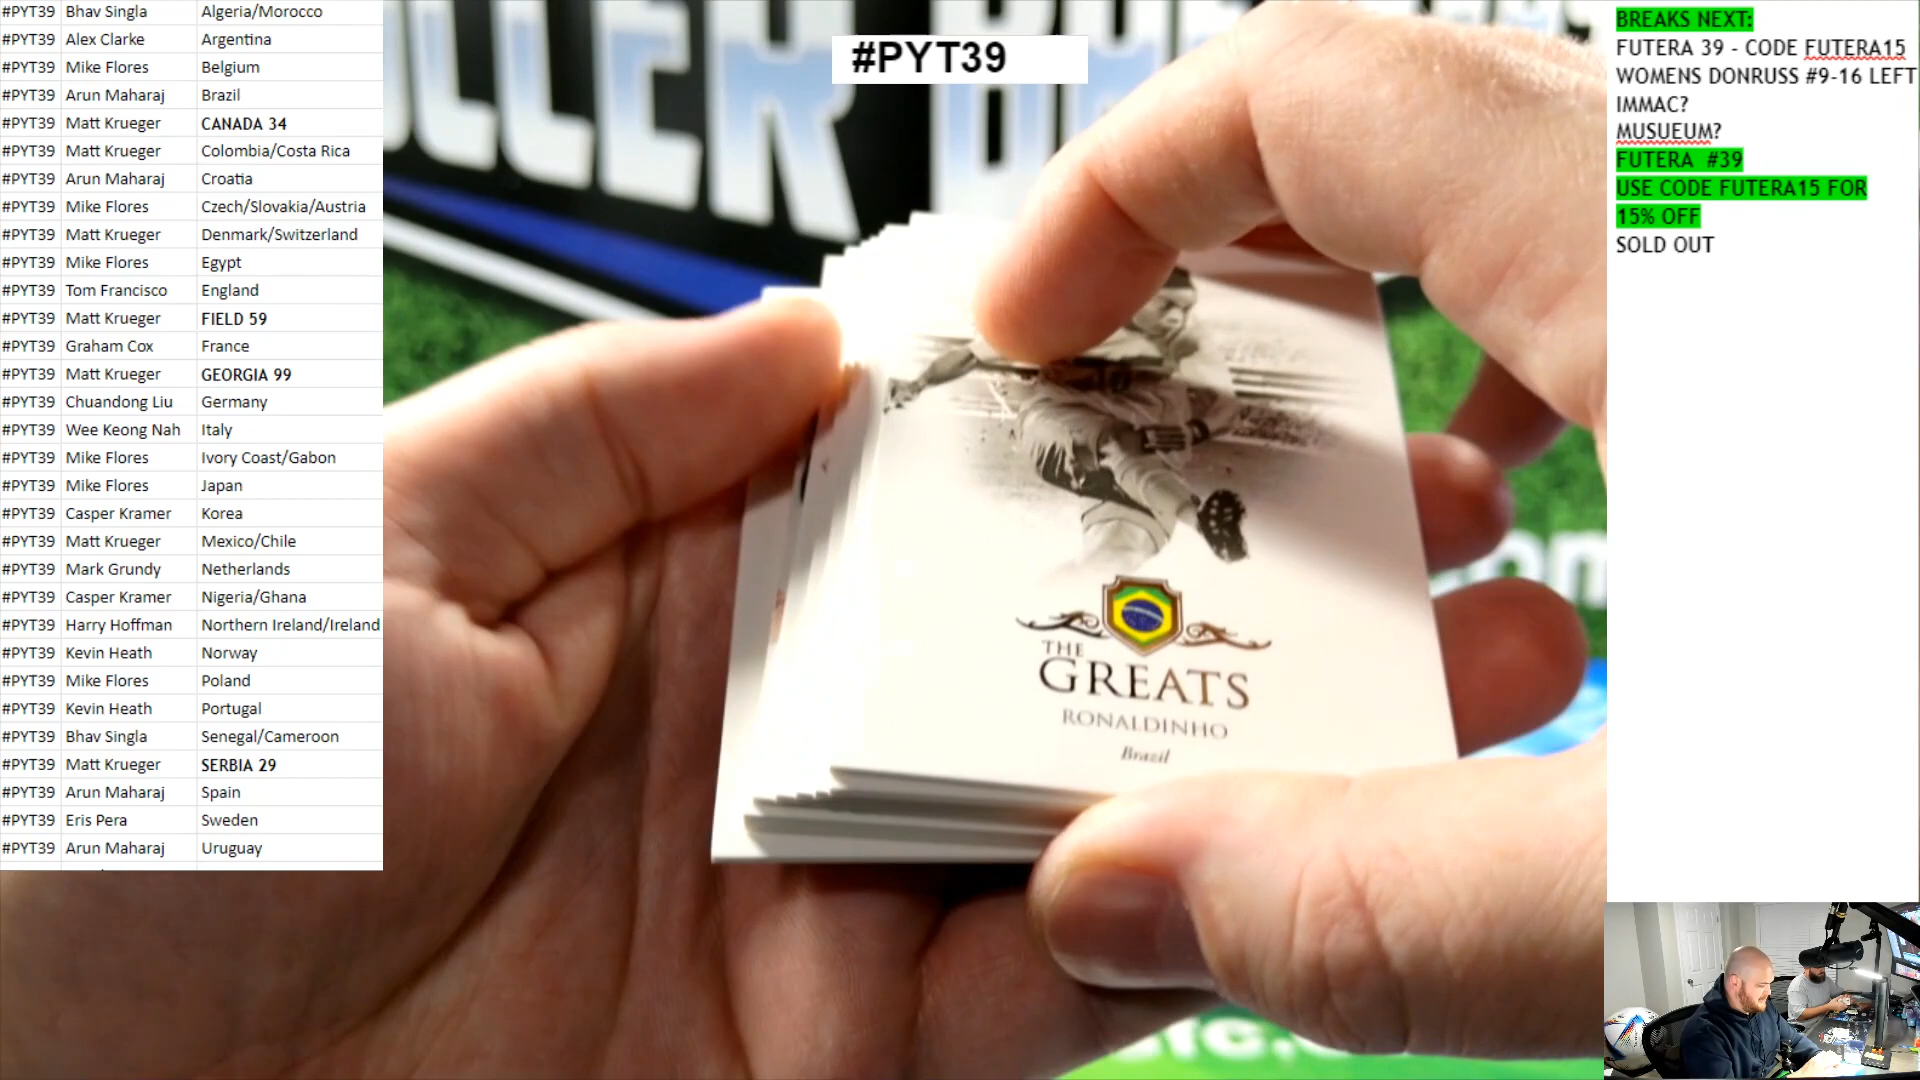 #PYT39 Bhav Singla Algeria/Morocco
#PYT39 Alex Clarke Argentina
#PYT39 Mike Flores Belgium
#PYT39 Arun Maharaj Brazil
#PYT39 Matt Krueger CANADA 34
#PYT39 Matt Krueger Colombia/Costa Rica
#PYT39 Arun Maharaj Croatia
#PYT39 Mike Flores Czech/Slovakia/Austria
#PYT39 Matt Krueger Denmark/Switzerland
#PYT39 Mike Flores Egypt
#PYT39 Tom Francisco England
#PYT39 Matt Krueger FIELD 59
#PYT39 Graham Cox France
#PYT39 Matt Krueger GEORGIA 99
#PYT39 Chuandong Liu Germany
#PYT39 Wee Keong Nah Italy
#PYT39 Mike Flores Ivory Coast/Gabon
#PYT39 Mike Flores Japan
#PYT39 Casper Kramer Korea
#PYT39 Matt Krueger Mexico/Chile
#PYT39 Mark Grundy Netherlands
#PYT39 Casper Kramer Nigeria/Ghana
#PYT39 Harry Hoffman Northern Ireland/Ireland
#PYT39 Kevin Heath Norway
#PYT39 Mike Flores Poland
#PYT39 Kevin Heath Portugal
#PYT39 Bhav Singla Senegal/Cameroon
#PYT39 Matt Krueger SERBIA 29
#PYT39 Arun Maharaj Spain
#PYT39 Eris Pera Sweden
#PYT39 Arun Maharaj Uruguay
#PYT39
THE
GREATS
RONALDINHO
Brazil
BREAKS NEXT:
FUTERA 39 - CODE FUTERA15
WOMENS DONRUSS #9-16 LEFT
IMMAC?
MUSUEUM?
FUTERA #39
USE CODE FUTERA15 FOR
15% OFF
SOLD OUT